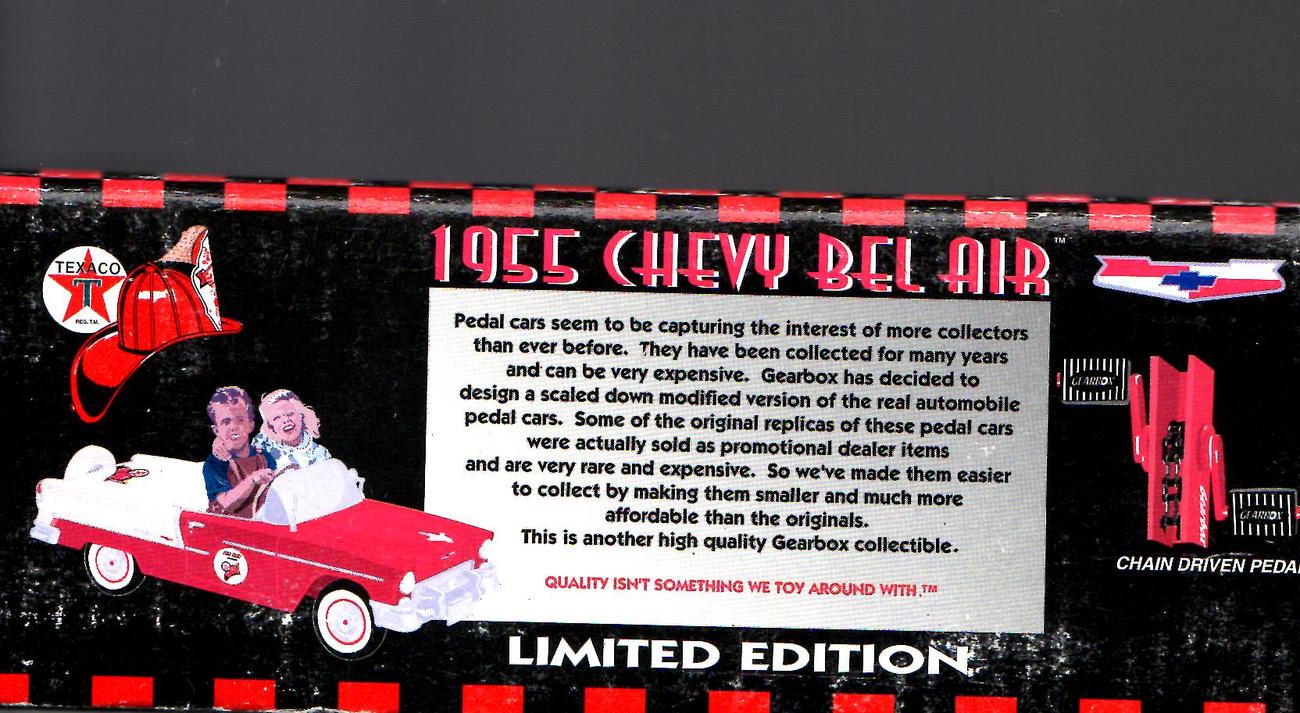 1955 CHEVY BEL AIR™
TEXACO
T
REG. T.M.
Pedal cars seem to be capturing the interest of more collectors
than ever before. They have been collected for many years
and can be very expensive. Gearbox has decided to
design a scaled down modified version of the real automobile
pedal cars. Some of the original replicas of these pedal cars
were actually sold as promotional dealer items
and are very rare and expensive. So we've made them easier
to collect by making them smaller and much more
affordable than the originals.
This is another high quality Gearbox collectible.
QUALITY ISN'T SOMETHING WE TOY AROUND WITH.™
LIMITED EDITION
GEARBOX
Gearbox
GEARBOX
CHAIN DRIVEN PEDA